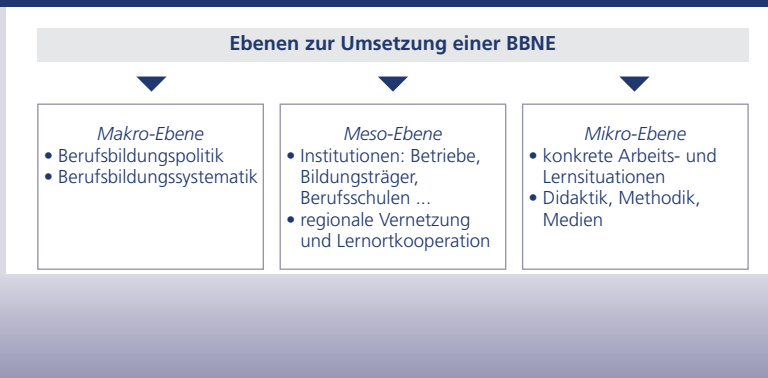 Ebenen zur Umsetzung einer BBNE
Makro-Ebene
• Berufsbildungspolitik
• Berufsbildungssystematik
Meso-Ebene
• Institutionen: Betriebe,
Bildungsträger,
Berufsschulen ...
• regionale Vernetzung
und Lernortkooperation
Mikro-Ebene
• konkrete Arbeits- und
Lernsituationen
• Didaktik, Methodik,
Medien